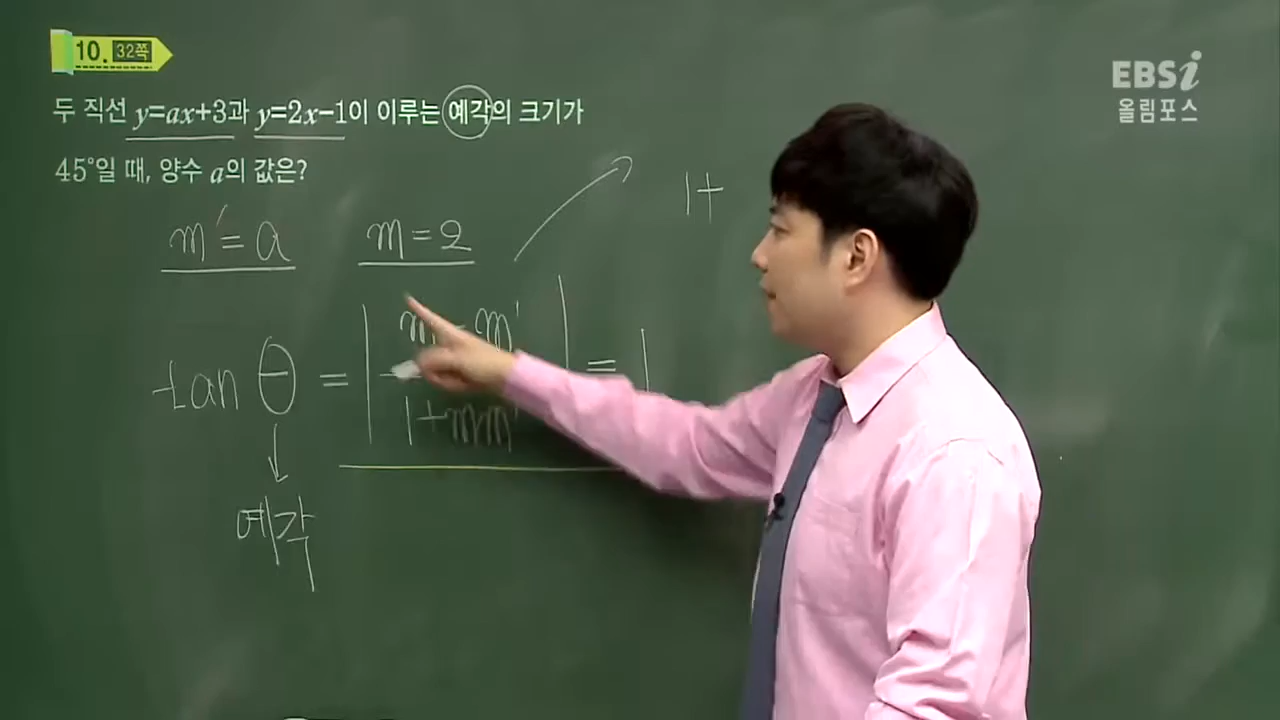 10. 32쪽
EBSi
올림포스
두 직선 y=ax+3과 y=2x-1이 이루는 예각의 크기가
45°일 때, 양수 a의 값은?
m'=a m=2
1+
tan θ = | m-m' / 1+mm' | = 1
예각